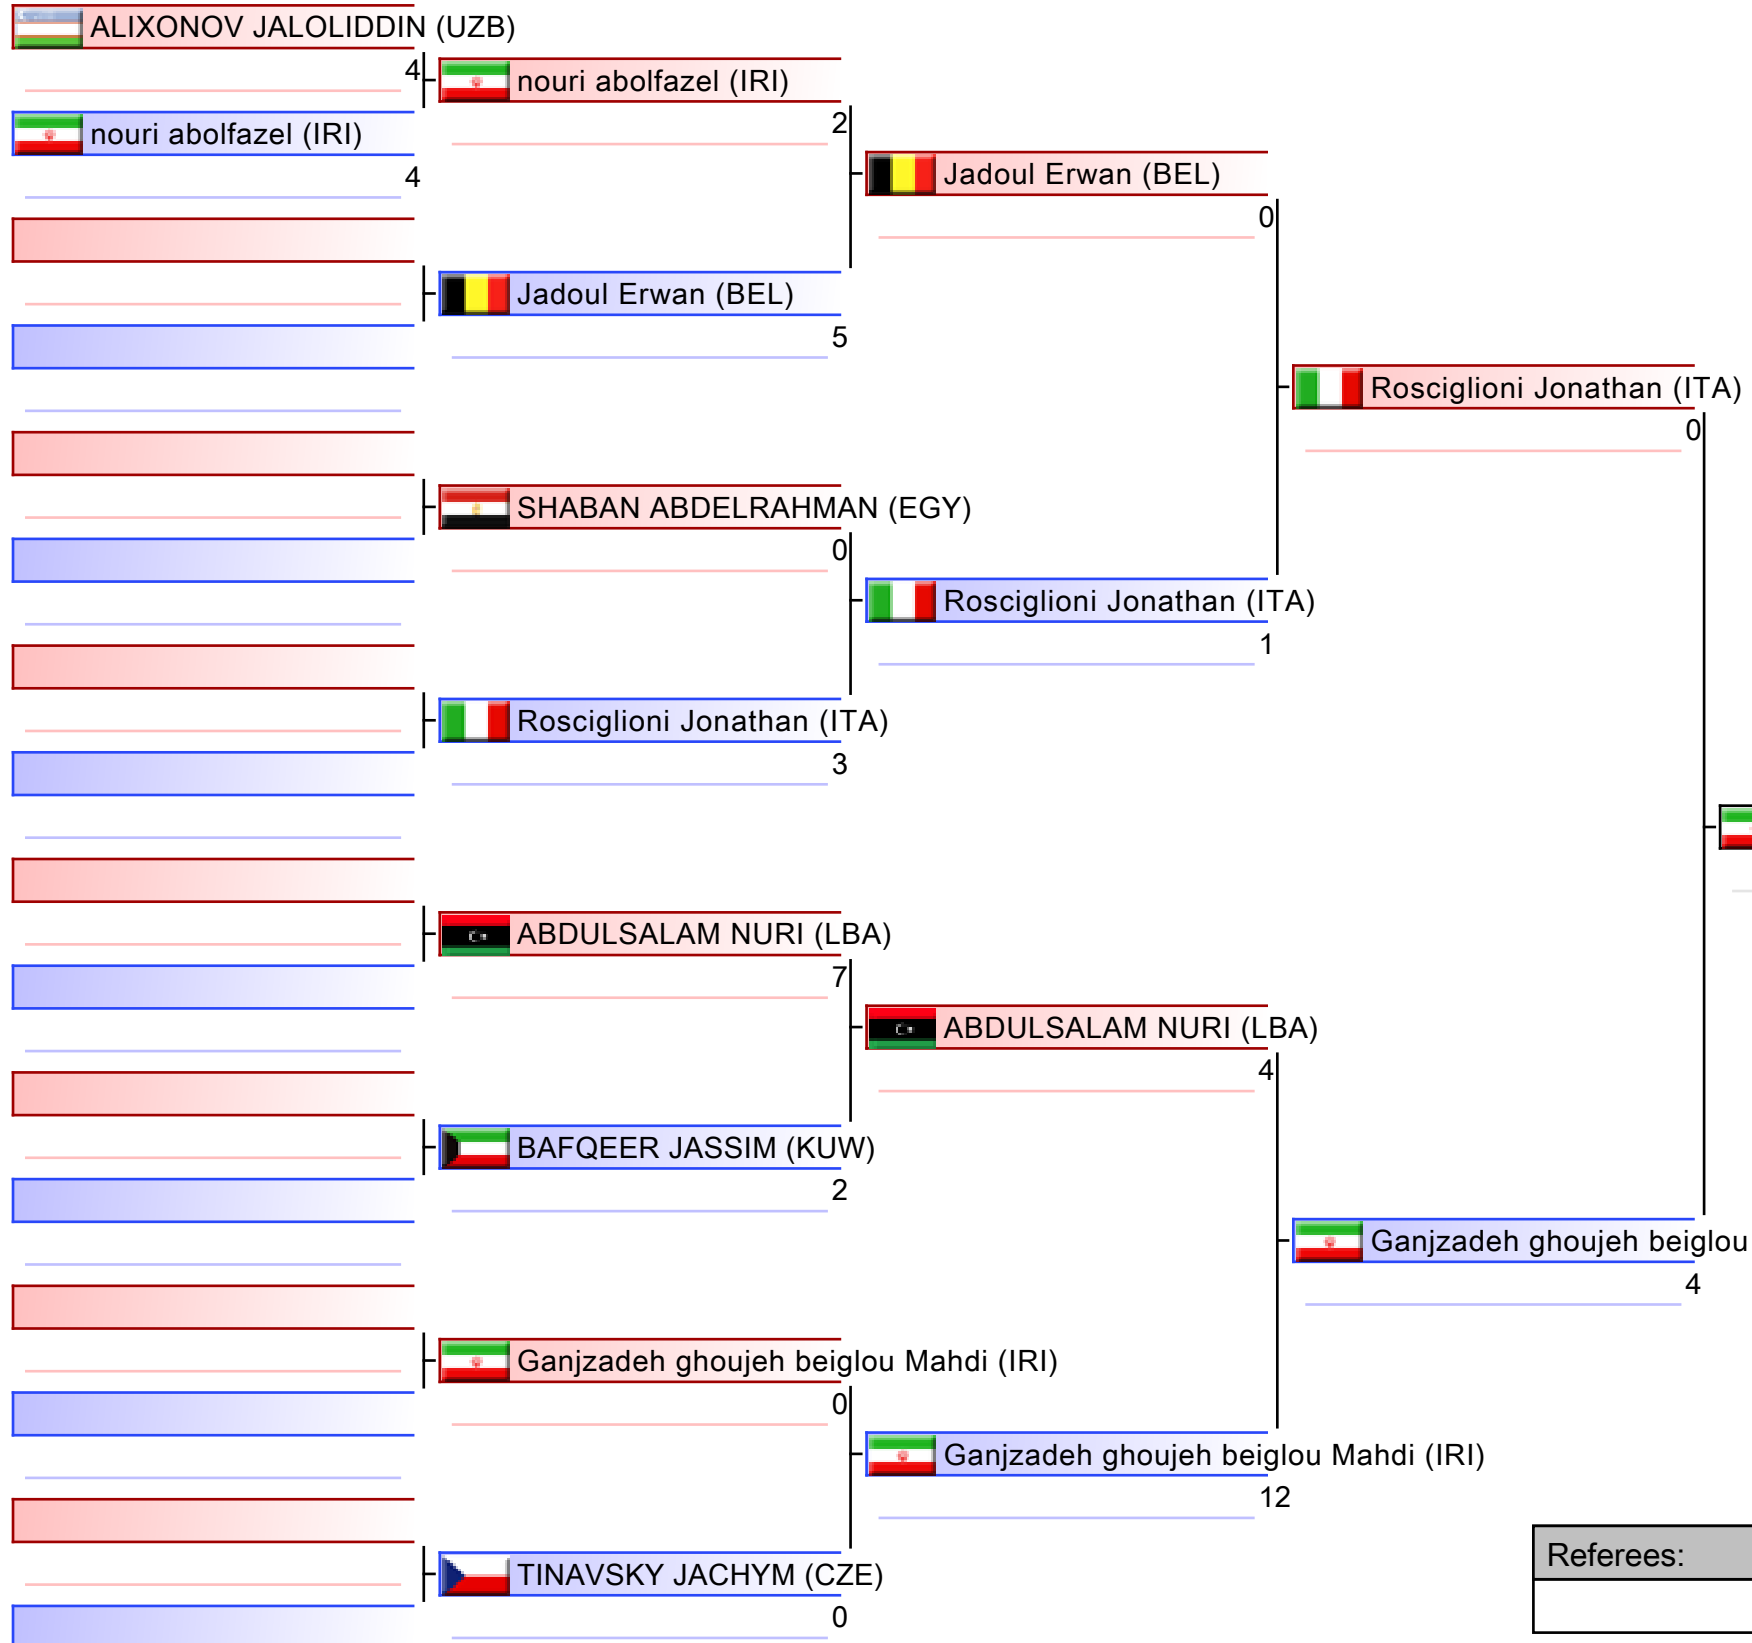 ALIXONOV JALOLIDDIN (UZB)
4
nouri abolfazel (IRI)
4
nouri abolfazel (IRI)
2
Jadoul Erwan (BEL)
5
SHABAN ABDELRAHMAN (EGY)
0
Rosciglioni Jonathan (ITA)
3
ABDULSALAM NURI (LBA)
7
BAFQEER JASSIM (KUW)
2
Ganjzadeh ghoujeh beiglou Mahdi (IRI)
0
TINAVSKY JACHYM (CZE)
0
Jadoul Erwan (BEL)
0
Rosciglioni Jonathan (ITA)
1
ABDULSALAM NURI (LBA)
4
Ganjzadeh ghoujeh beiglou Mahdi (IRI)
12
Rosciglioni Jonathan (ITA)
0
Ganjzadeh ghoujeh beiglou
4
Referees: